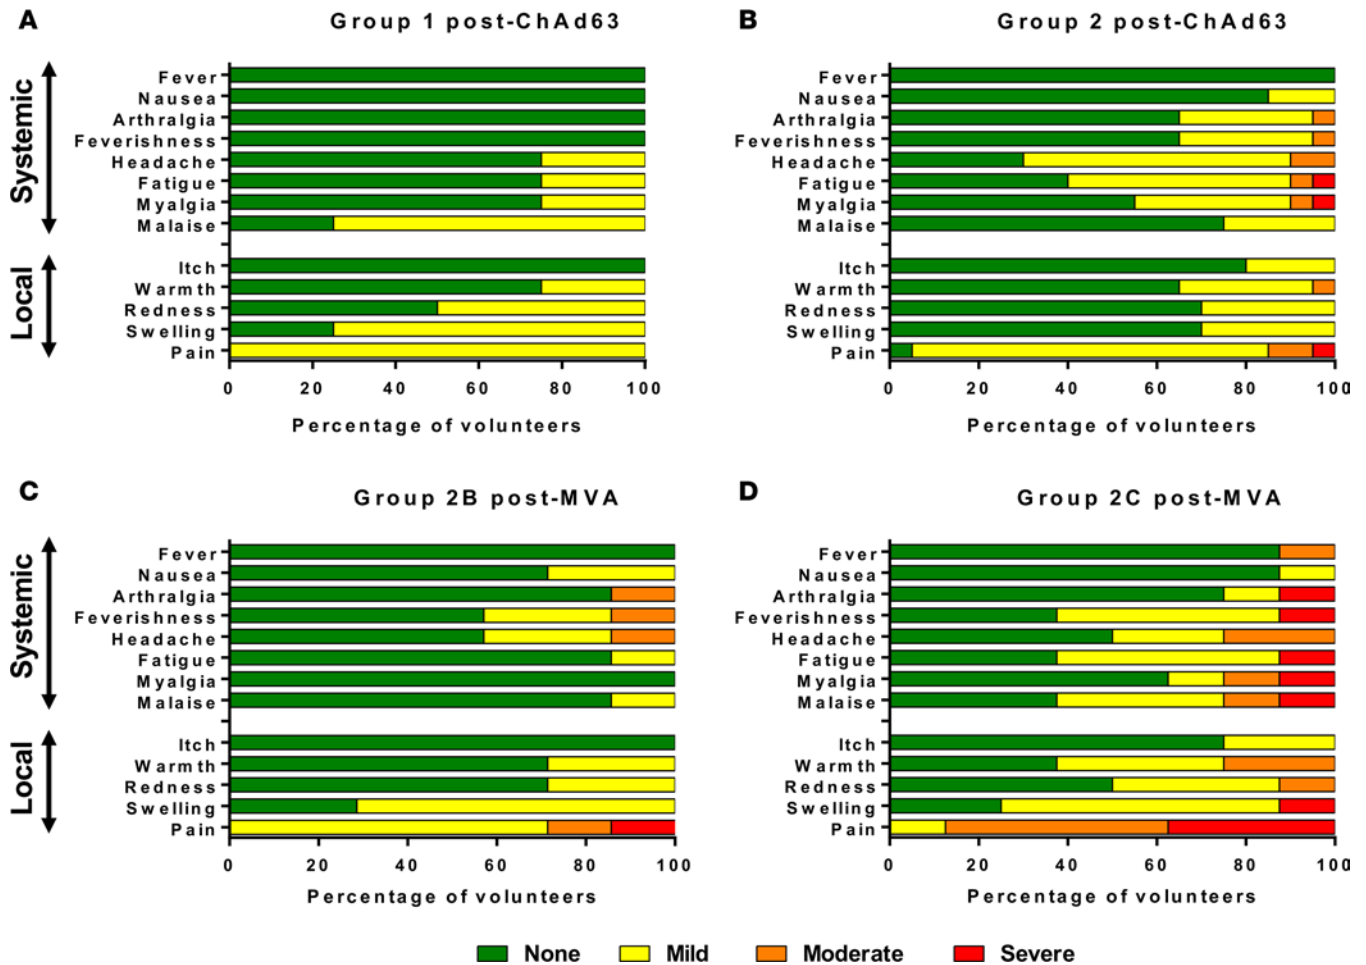 A
Group 1 post-ChAd63
Systemic
Fever
Nausea
Arthralgia
Feverishness
Headache
Fatigue
Myalgia
Malaise
Local
Itch
Warmth
Redness
Swelling
Pain
0 20 40 60 80 100
Percentage of volunteers
B
Group 2 post-ChAd63
Fever
Nausea
Arthralgia
Feverishness
Headache
Fatigue
Myalgia
Malaise
Itch
Warmth
Redness
Swelling
Pain
0 20 40 60 80 100
Percentage of volunteers
C
Group 2B post-MVA
Systemic
Fever
Nausea
Arthralgia
Feverishness
Headache
Fatigue
Myalgia
Malaise
Local
Itch
Warmth
Redness
Swelling
Pain
0 20 40 60 80 100
Percentage of volunteers
D
Group 2C post-MVA
Fever
Nausea
Arthralgia
Feverishness
Headache
Fatigue
Myalgia
Malaise
Itch
Warmth
Redness
Swelling
Pain
0 20 40 60 80 100
Percentage of volunteers
None Mild Moderate Severe